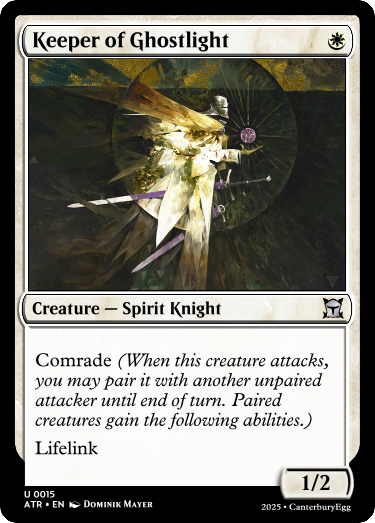 Keeper of Ghostlight
Creature — Spirit Knight
Comrade (When this creature attacks,
you may pair it with another unpaired
attacker until end of turn. Paired
creatures gain the following abilities.)
Lifelink
1/2
U 0015
ATR • EN Dominik Mayer
2025 • CanterburyEgg